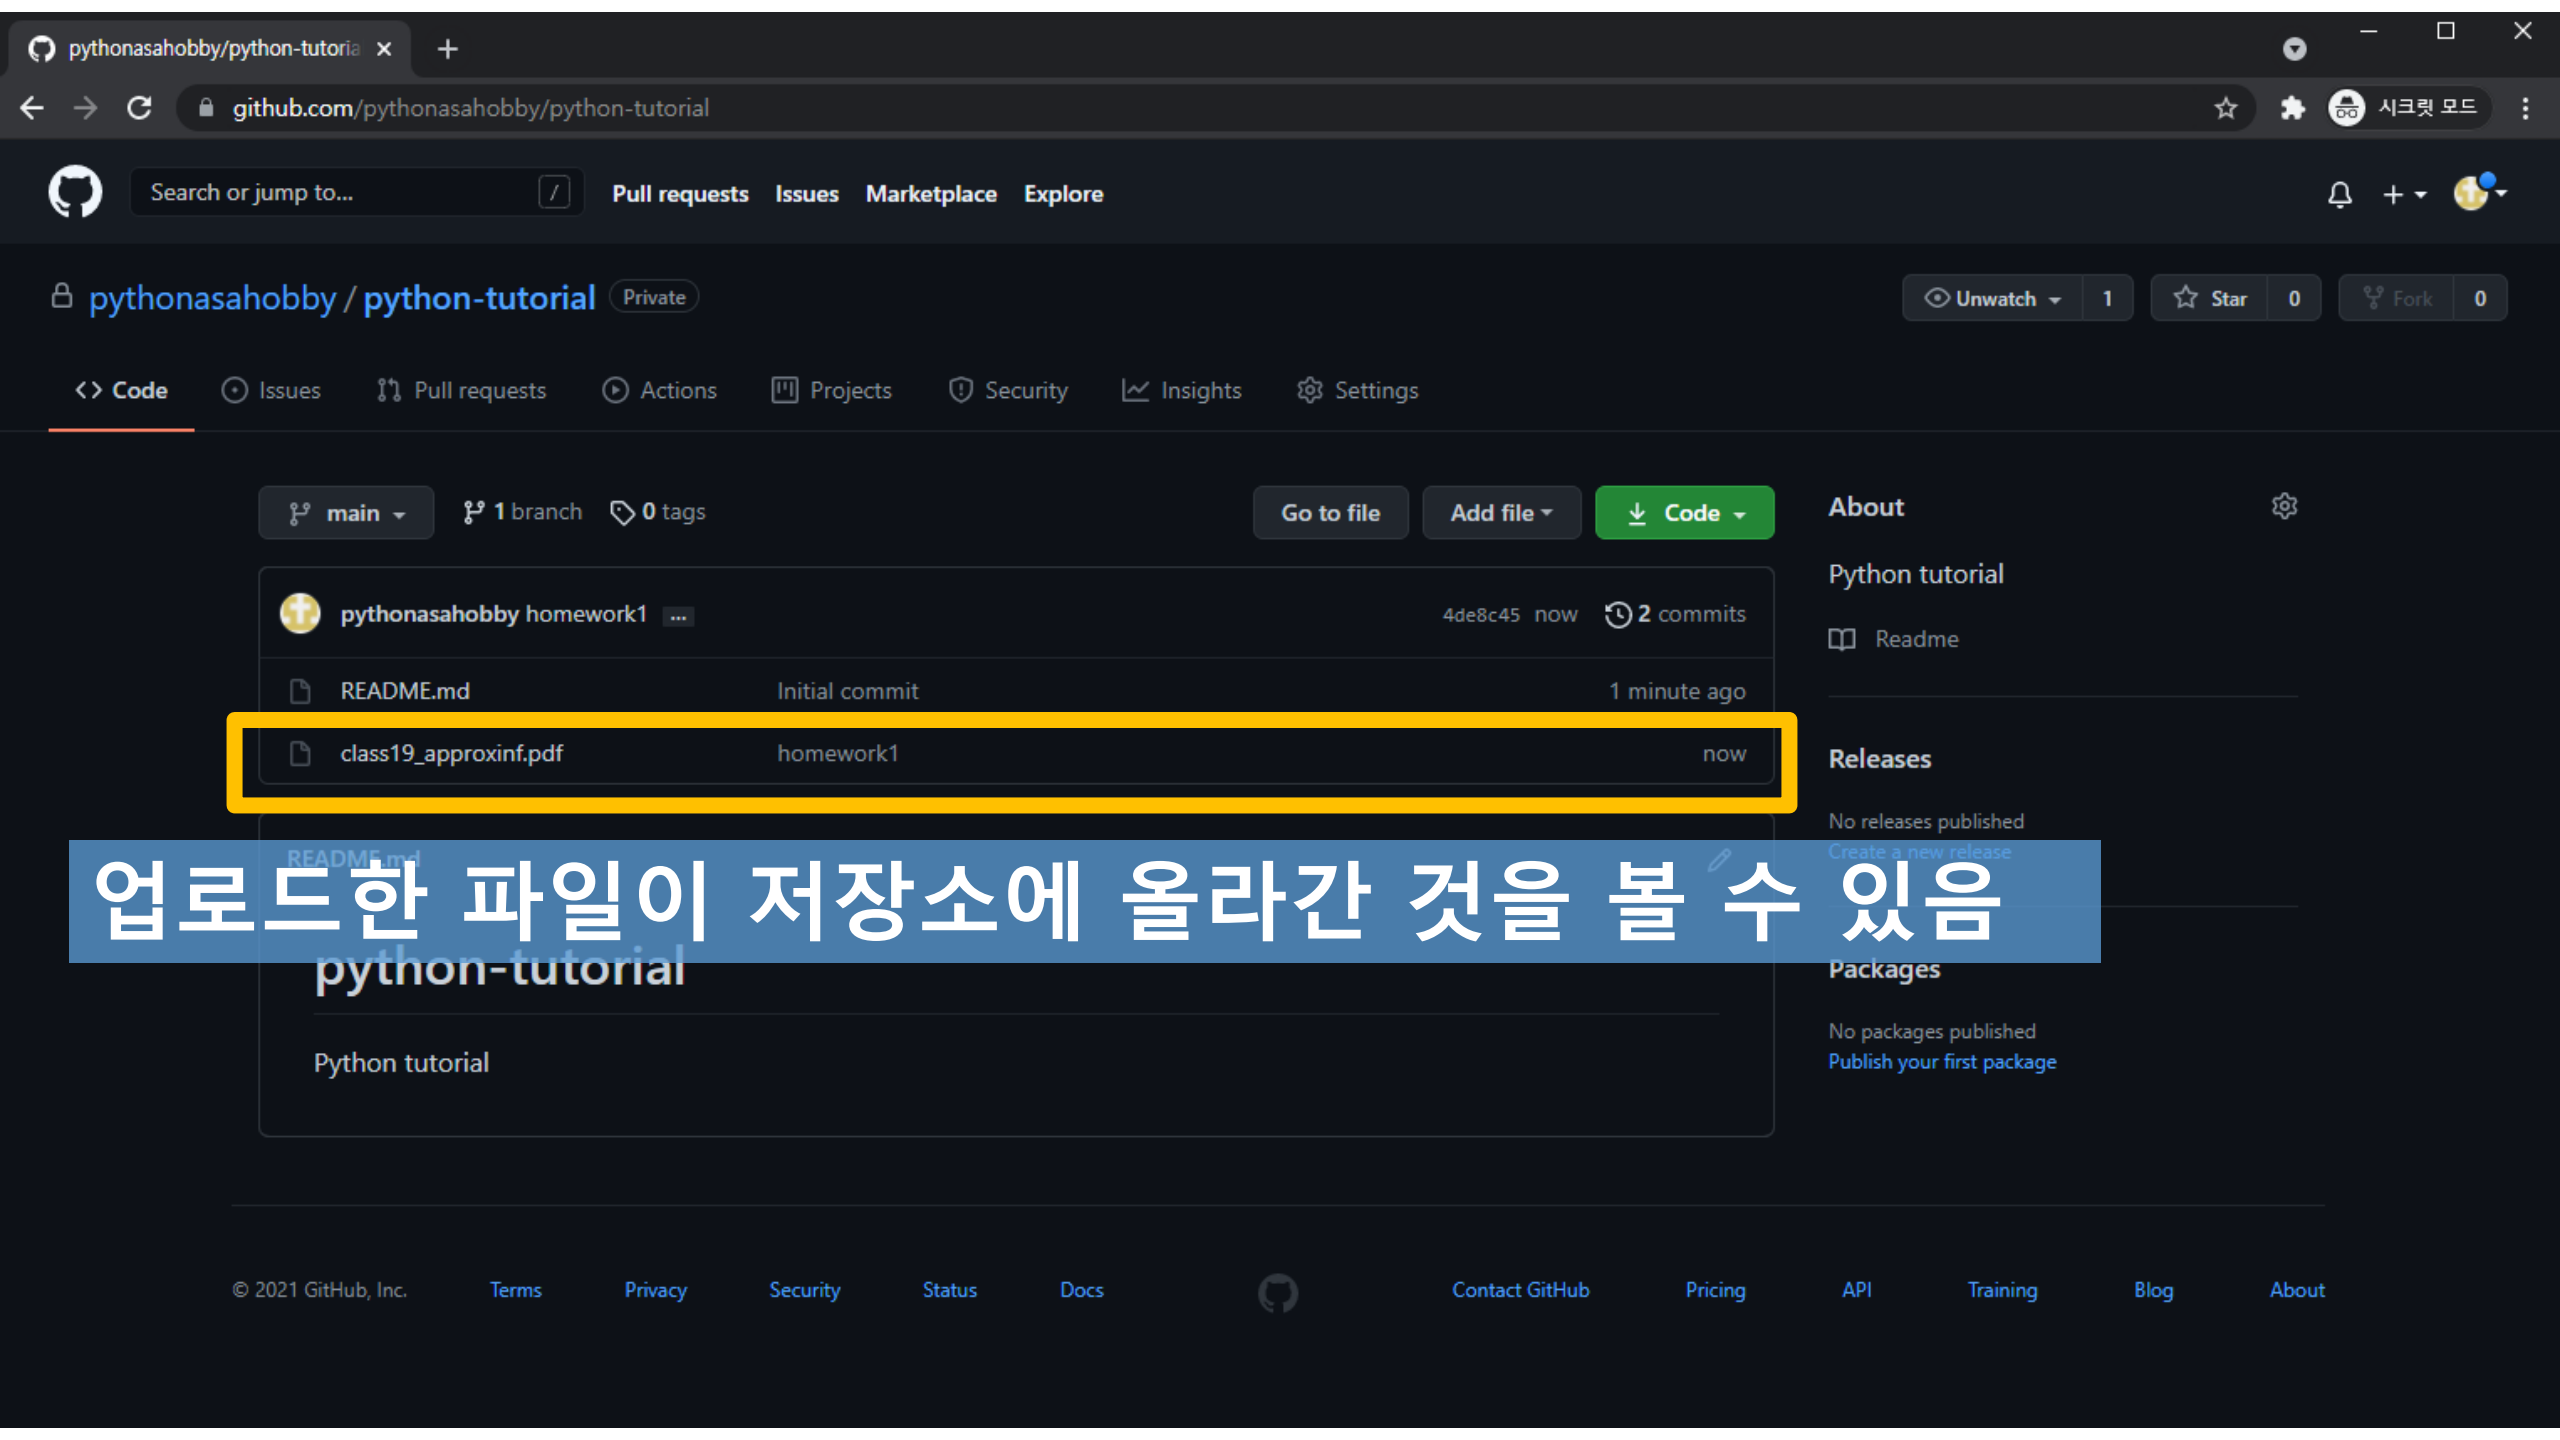 pythonasahobby/python-tutoria
github.com/pythonasahobby/python-tutorial
시크릿 모드
Search or jump to... /
Pull requests Issues Marketplace Explore
pythonasahobby / python-tutorial Private
Unwatch 1 Star 0 Fork 0
Code Issues Pull requests Actions Projects Security Insights Settings
main 1 branch 0 tags Go to file Add file Code
pythonasahobby homework1 ... 4de8c45 now 2 commits
README.md Initial commit 1 minute ago
class19_approxinf.pdf homework1 now
README.md
업로드한 파일이 저장소에 올라간 것을 볼 수 있음
python-tutorial
Python tutorial
About
Python tutorial
Readme
Releases
No releases published
Create a new release
Packages
No packages published
Publish your first package
© 2021 GitHub, Inc. Terms Privacy Security Status Docs Contact GitHub Pricing API Training Blog About